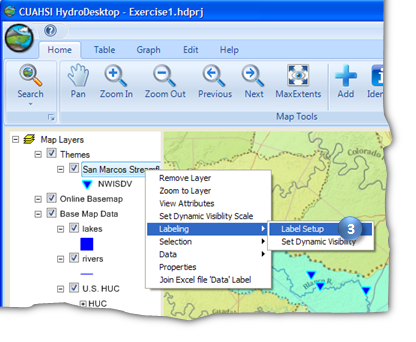 CUAHSI HydroDesktop - Exercise1.hdprj
Home Table Graph Edit Help
Search Pan Zoom In Zoom Out Previous Next MaxExtents Add
Map Tools
Map Layers
Themes
San Marcos Streamf
NWISDV
Online Basemap
Base Map Data
lakes
rivers
U.S. HUC
HUC
Remove Layer
Zoom to Layer
View Attributes
Set Dynamic Visiblity Scale
Labeling
Selection
Data
Properties
Join Excel file 'Data' Label
Label Setup
3
Set Dynamic Visibility
Colorado
Blanco R